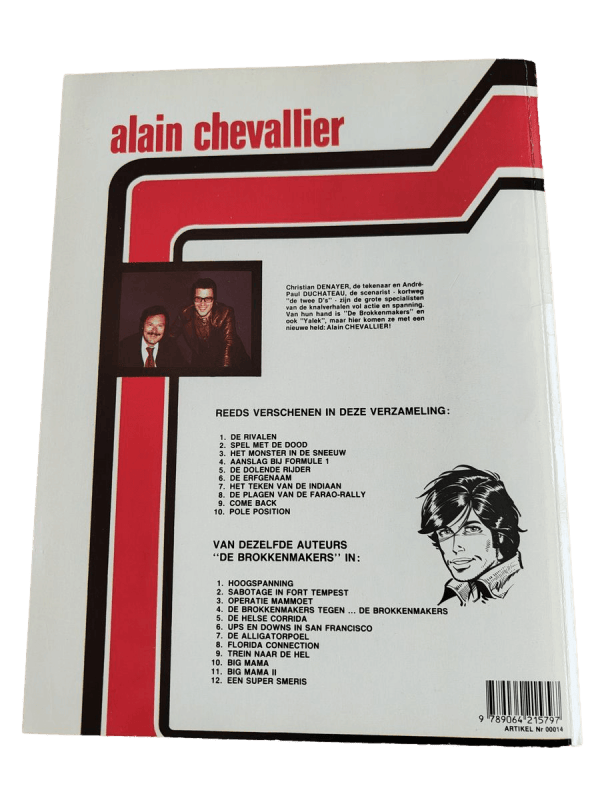 alain chevallier
Christian DENAYER, de tekenaar en André-
Paul DUCHATEAU, de scenarist - kortweg
"de twee D's" - zijn de grote specialisten
van de knalverhalen vol actie en spanning.
Van hun hand is "De Brokkenmakers" en
ook "Yalek", maar hier komen ze met een
nieuwe held: Alain CHEVALLIER!
REEDS VERSCHENEN IN DEZE VERZAMELING:
1. DE RIVALEN
2. SPEL MET DE DOOD
3. HET MONSTER IN DE SNEEUW
4. AANSLAG BIJ FORMULE 1
5. DE DOLENDE RIJDER
6. DE ERFGENAAM
7. HET TEKEN VAN DE INDIAAN
8. DE PLAGEN VAN DE FARAO-RALLY
9. COME BACK
10. POLE POSITION
VAN DEZELFDE AUTEURS
"DE BROKKENMAKERS" IN:
1. HOOGSPANNING
2. SABOTAGE IN FORT TEMPEST
3. OPERATIE MAMMOET
4. DE BROKKENMAKERS TEGEN ... DE BROKKENMAKERS
5. DE HELSE CORRIDA
6. UPS EN DOWNS IN SAN FRANCISCO
7. DE ALLIGATORPOEL
8. FLORIDA CONNECTION
9. TREIN NAAR DE HEL
10. BIG MAMA
11. BIG MAMA II
12. EEN SUPER SMERIS
9 789064 215797
ARTIKEL Nr 00014